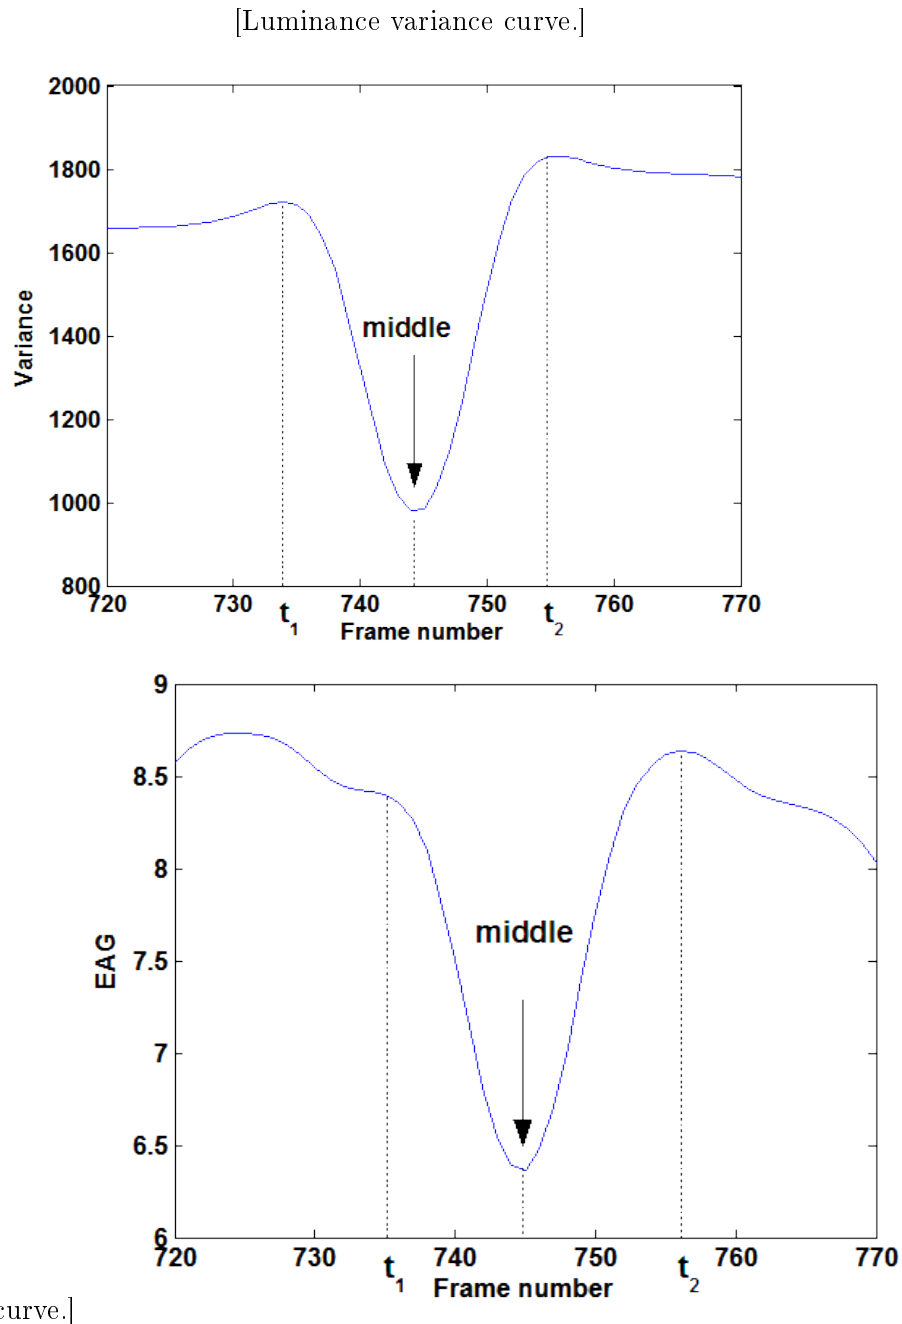 [Luminance variance curve.]
2000
1800
1600
1400
1200
1000
800
Variance
middle
720 730 740 750 760 770
t1 t2
Frame number
9
8.5
8
7.5
7
6.5
6
EAG
middle
720 730 740 750 760 770
t1 t2
Frame number
curve.]